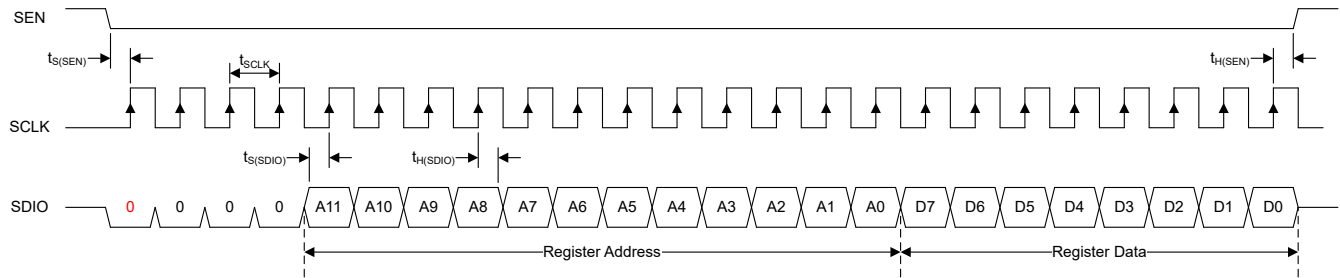 SEN
tS(SEN)
tSCLK
tH(SEN)
SCLK
tS(SDIO)
tH(SDIO)
SDIO
0 0 0 0 A11 A10 A9 A8 A7 A6 A5 A4 A3 A2 A1 A0 D7 D6 D5 D4 D3 D2 D1 D0
Register Address
Register Data